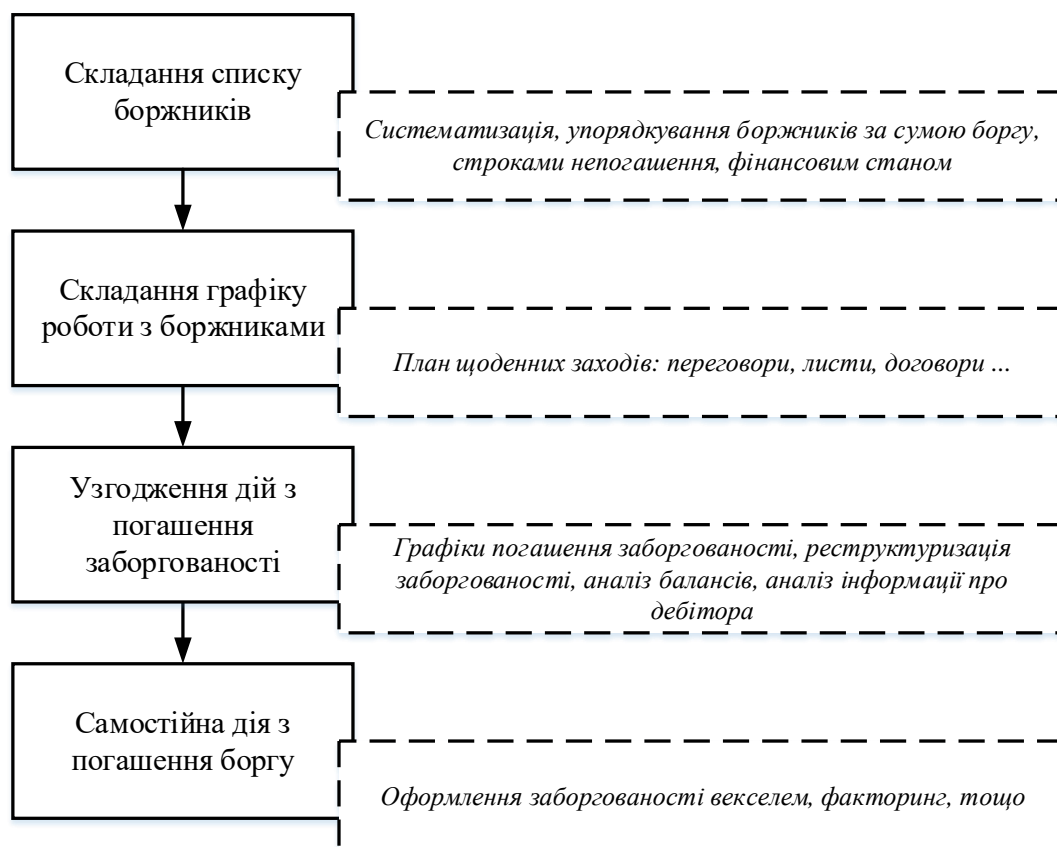 Складання списку
боржників
Систематизація, упорядкування боржників за сумою боргу,
строками непогашення, фінансовим станом
Складання графіку
роботи з боржниками
План щоденних заходів: переговори, листи, договори ...
Узгодження дій з
погашення
заборгованості
Графіки погашення заборгованості, реструктуризація
заборгованості, аналіз балансів, аналіз інформації про
дебітора
Самостійна дія з
погашення боргу
Оформлення заборгованості векселем, факторинг, тощо